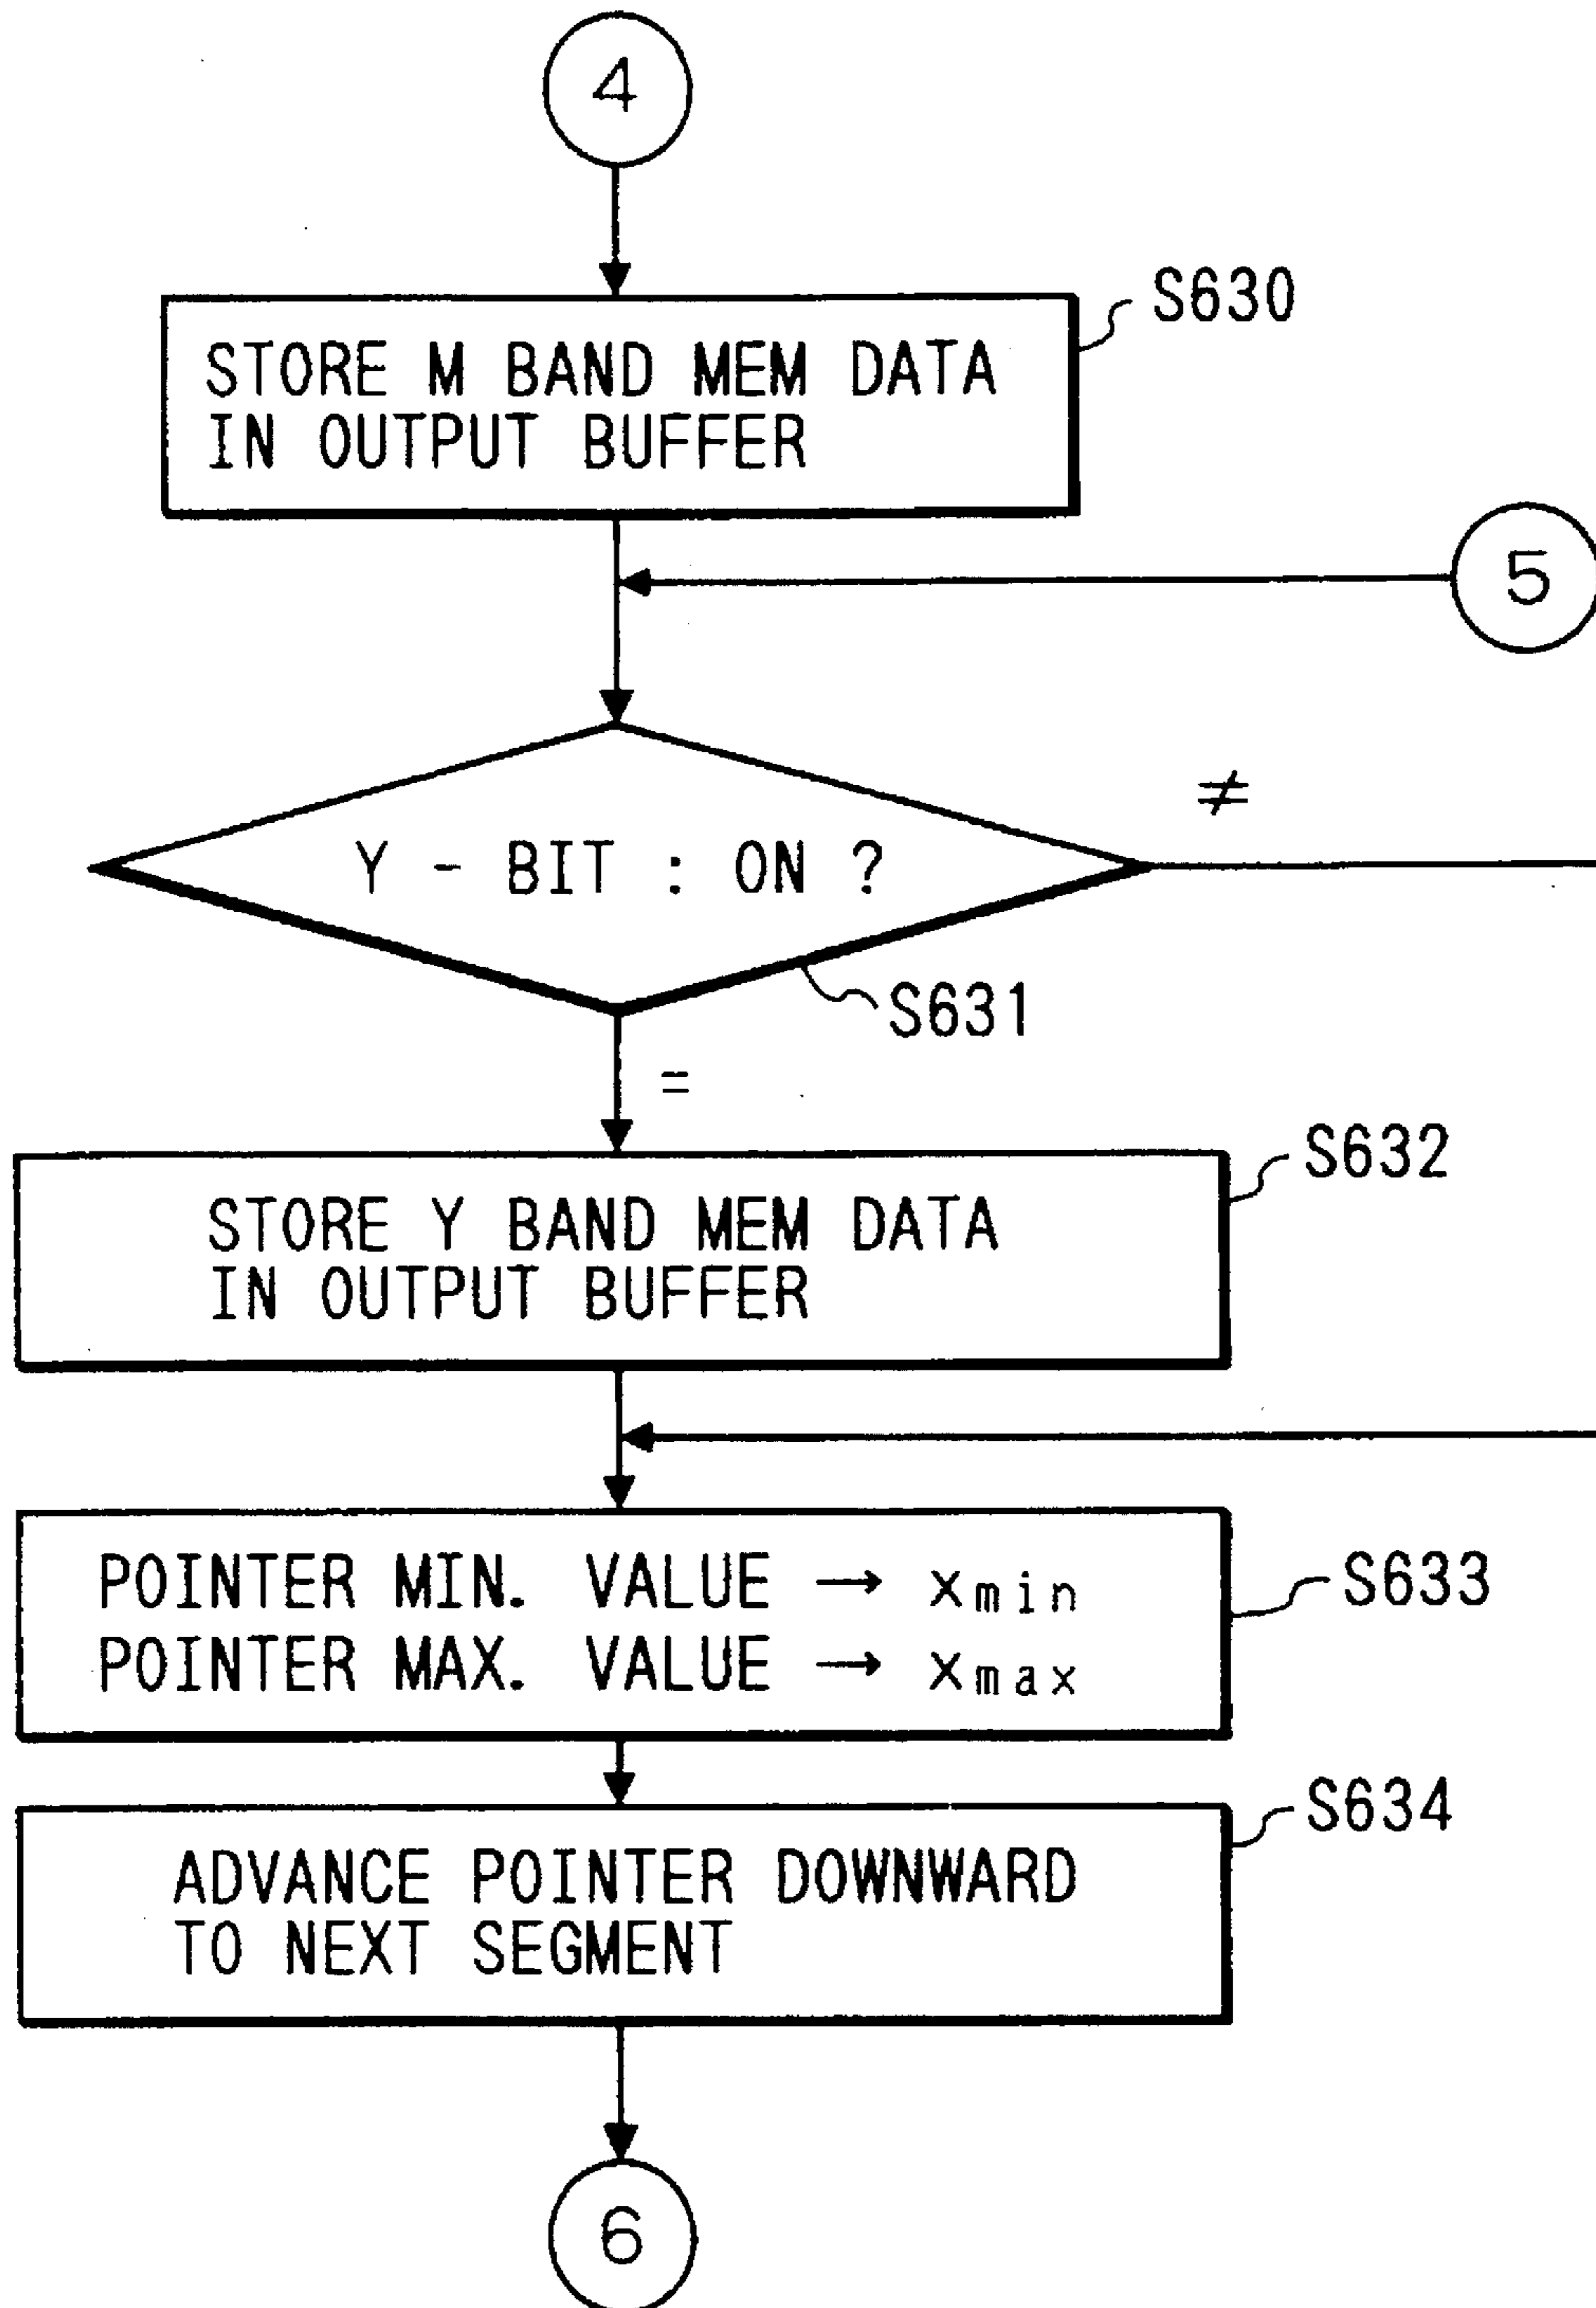 4
S630
STORE M BAND MEM DATA
IN OUTPUT BUFFER
5
≠
Y - BIT : ON ?
S631
=
S632
STORE Y BAND MEM DATA
IN OUTPUT BUFFER
S633
POINTER MIN. VALUE → xmin
POINTER MAX. VALUE → xmax
S634
ADVANCE POINTER DOWNWARD
TO NEXT SEGMENT
6